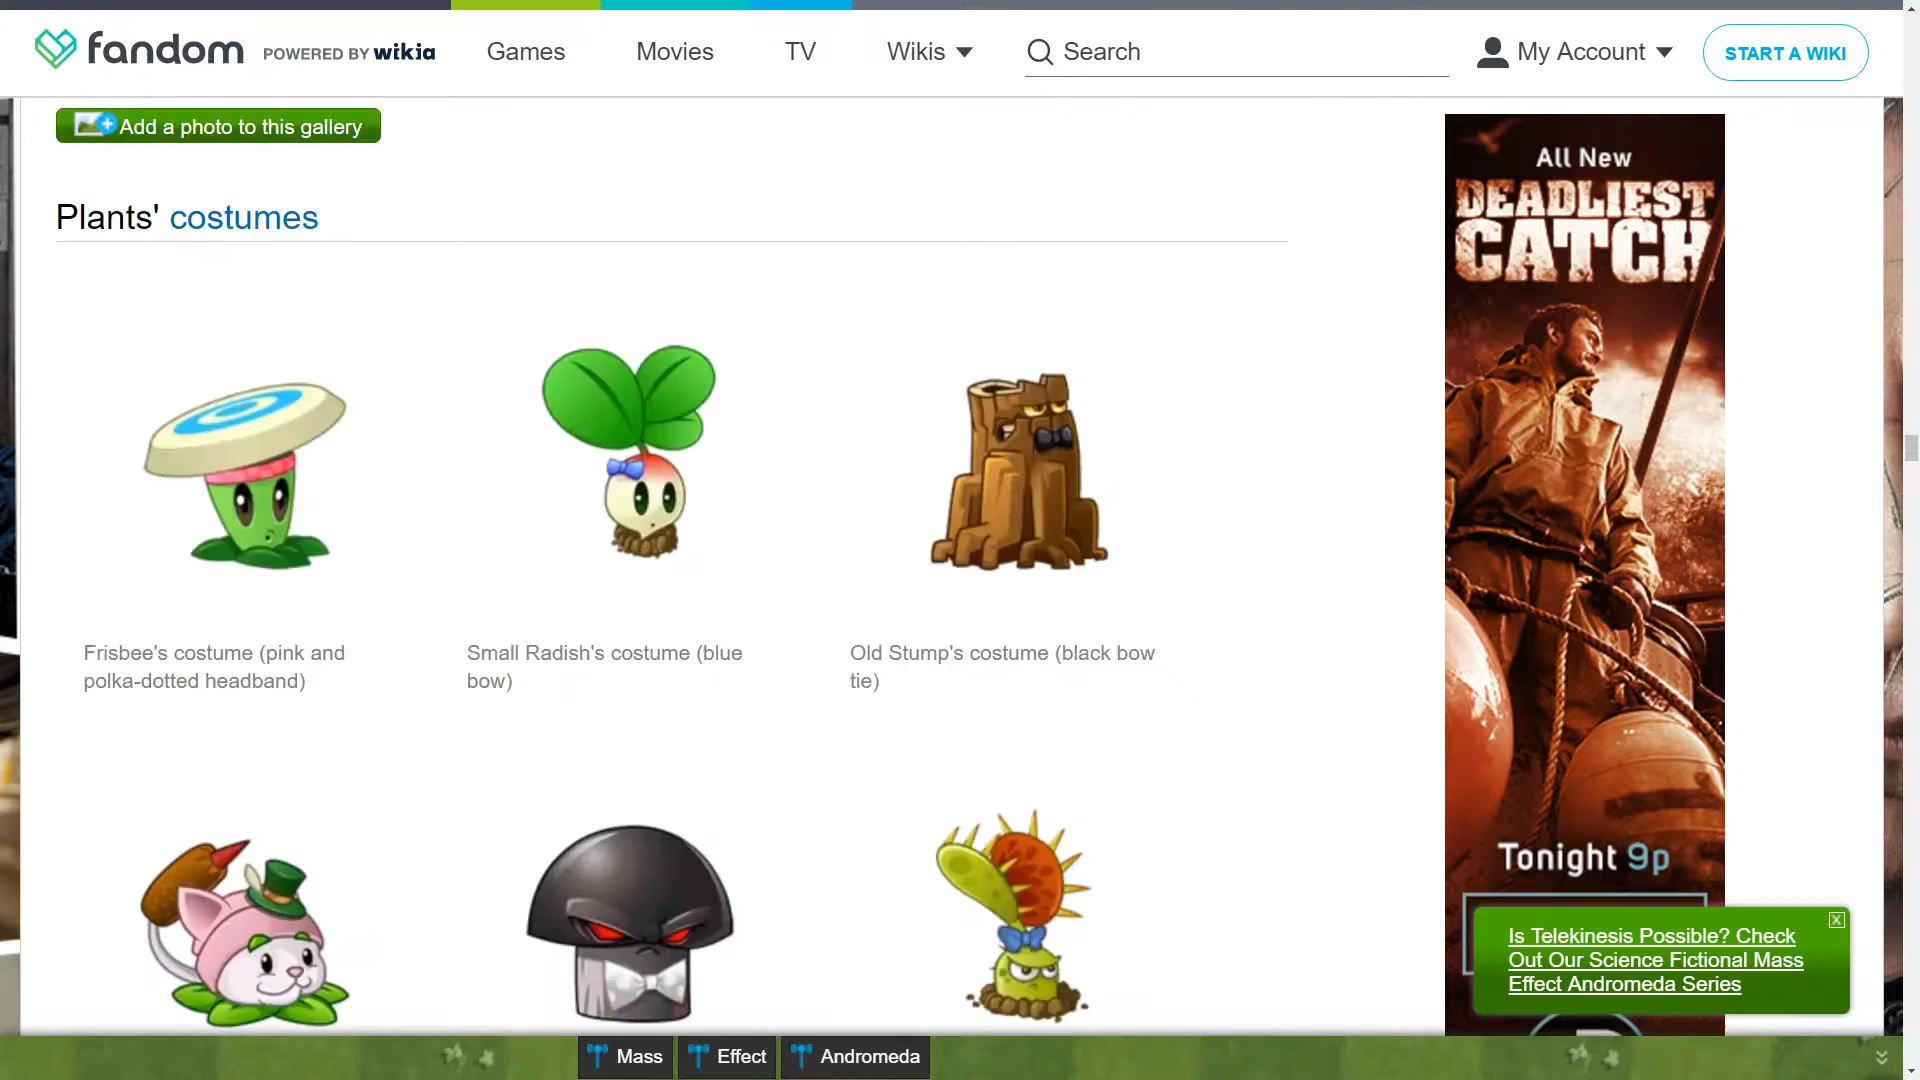 fandom POWERED BY wikia Games Movies TV Wikis Search My Account START A WIKI
Add a photo to this gallery
Plants' costumes
Frisbee's costume (pink and
polka-dotted headband)
Small Radish's costume (blue
bow)
Old Stump's costume (black bow
tie)
All New
DEADLIEST
CATCH
Tonight 9p
Is Telekinesis Possible? Check
Out Our Science Fictional Mass
Effect Andromeda Series
Mass Effect Andromeda